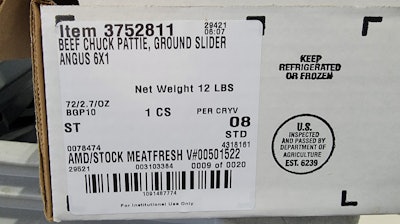 Item 3752811
29421
06:07
BEEF CHUCK PATTIE, GROUND SLIDER
ANGUS 6X1
Net Weight 12 LBS
72/2.7/OZ
BGP10
1 CS
PER CRYV
ST
08
STD
0078474
4318161
AMD/STOCK MEATFRESH V#00501522
29521
003103384
0009 of 0020
1091487774
For Institutional Use Only
KEEP
REFRIGERATED
OR FROZEN
U.S.
INSPECTED
AND PASSED BY
DEPARTMENT OF
AGRICULTURE
EST. 6239